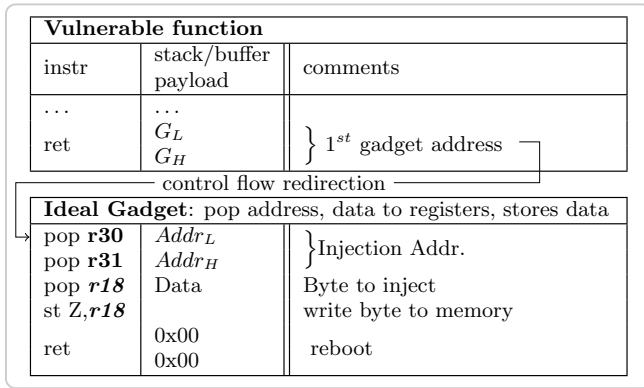 Vulnerable function
instr stack/buffer payload comments
... ...
ret G_L G_H } 1^st gadget address
control flow redirection
Ideal Gadget: pop address, data to registers, stores data
pop r30 Addr_L
pop r31 Addr_H }Injection Addr.
pop r18 Data Byte to inject
st Z,r18 write byte to memory
ret 0x00 0x00 reboot